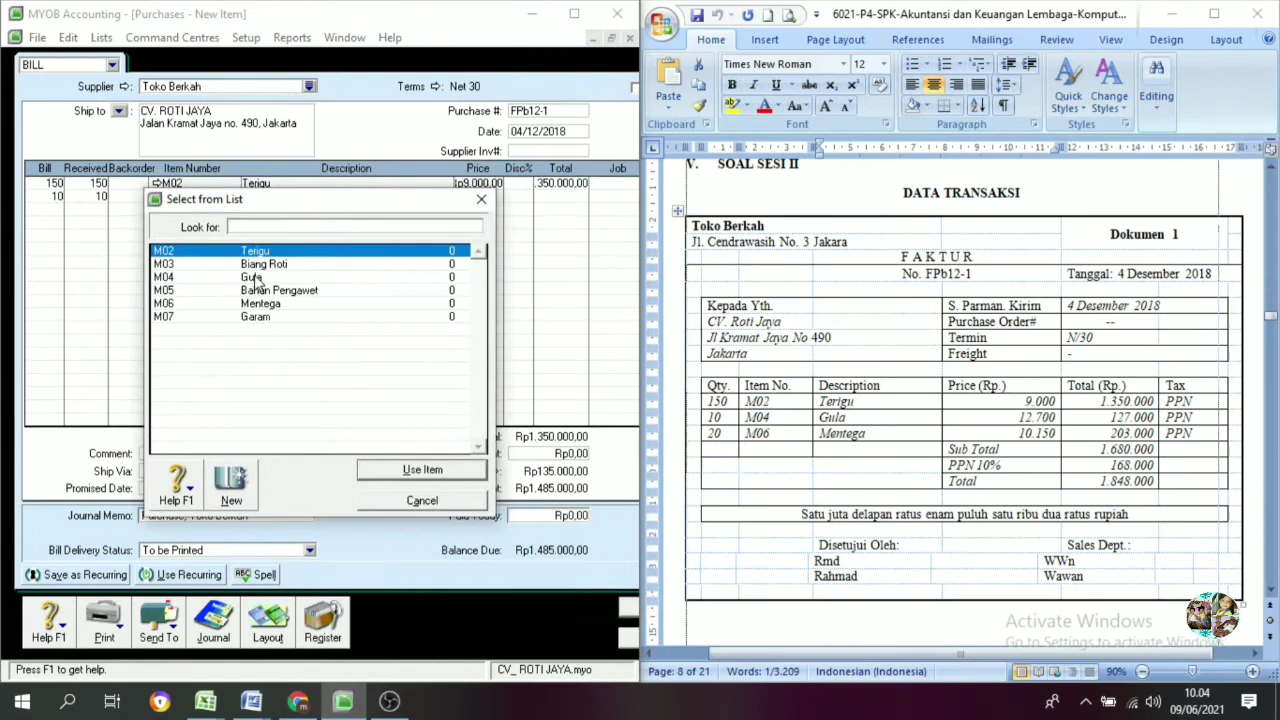 MYOB Accounting - [Purchases - New Item]
File Edit Lists Command Centres Setup Reports Window Help
BILL
Supplier Toko Berkah Terms Net 30
Ship to : CV. ROTI JAYA
Jalan Kramat Jaya no. 490, Jakarta
Purchase #: FPb12-1
Date: 04/12/2018
Supplier Inv#:
Bill Received Backorder Item Number Description Price Disc% Total Job
150 150 M02 Terigu Rp9.000,00 .350.000,00
10 10
Select from List
Look for:
M02 Terigu 0
M03 Biang Roti 0
M04 Gula 0
M05 Bahan Pengawet 0
M06 Mentega 0
M07 Garam 0
Use Item
Help F1 New Cancel
Rp1.350.000,00
Comment: Rp0,00
Ship Via: Rp135.000,00
Promised Date: Rp1.485.000,00
Journal Memo: Rp0,00
Bill Delivery Status: To be Printed Balance Due: Rp1.485.000,00
Save as Recurring Use Recurring Spell
Help F1 Print Send To Journal Layout Register
Press F1 to get help. CV_ ROTI JAYA.myo
6021-P4-SPK-Akuntansi dan Keuangan Lembaga-Komput...
Home Insert Page Layout References Mailings Review View Design Layout
Times New Roman 12
Paste Quick Styles Change Styles Editing
Clipboard Font Paragraph Styles
V. SOAL SESI II
DATA TRANSAKSI
Toko Berkah
Jl. Cendrawasih No. 3 Jakara
Dokumen 1
F A K T U R
No. FPb12-1 Tanggal: 4 Desember 2018
Kepada Yth. S. Parman. Kirim 4 Desember 2018
CV. Roti Jaya Purchase Order# --
Jl Kramat Jaya No 490 Termin N/30
Jakarta Freight -
Qty. Item No. Description Price (Rp.) Total (Rp.) Tax
150 M02 Terigu 9.000 1.350.000 PPN
10 M04 Gula 12.700 127.000 PPN
20 M06 Mentega 10.150 203.000 PPN
Sub Total 1.680.000
PPN 10% 168.000
Total 1.848.000
Satu juta delapan ratus enam puluh satu ribu dua ratus rupiah
Disetujui Oleh: Sales Dept.:
Rmd WWn
Rahmad Wawan
Activate Windows
Go to Settings to activate Windows.
Page: 8 of 21 Words: 1/3.209 Indonesian (Indonesia) 90%
10.04
09/06/2021